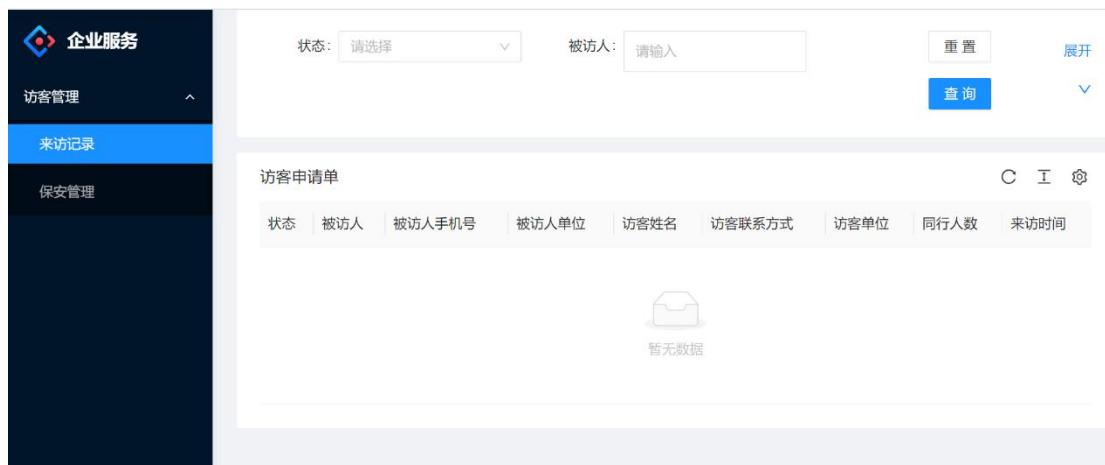 企业服务
访客管理
来访记录
保安管理
状态: 请选择 被访人: 请输入 重置 展开
查询
访客申请单
状态 被访人 被访人手机号 被访人单位 访客姓名 访客联系方式 访客单位 同行人数 来访时间
暂无数据